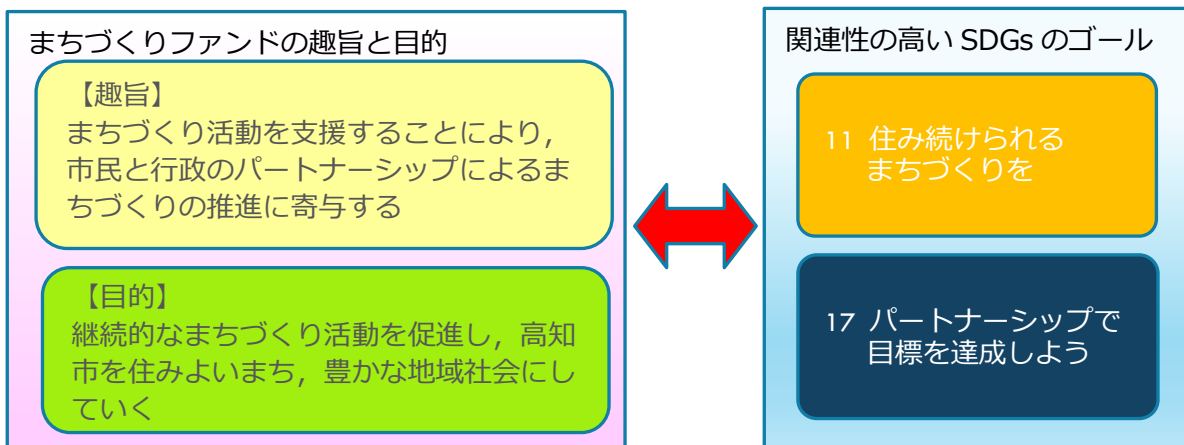 まちづくりファンドの趣旨と目的
【趣旨】
まちづくり活動を支援することにより，
市民と行政のパートナーシップによるま
ちづくりの推進に寄与する
【目的】
継続的なまちづくり活動を促進し，高知
市を住みよいまち，豊かな地域社会にし
ていく
関連性の高い SDGs のゴール
11 住み続けられる
まちづくりを
17 パートナーシップで
目標を達成しよう